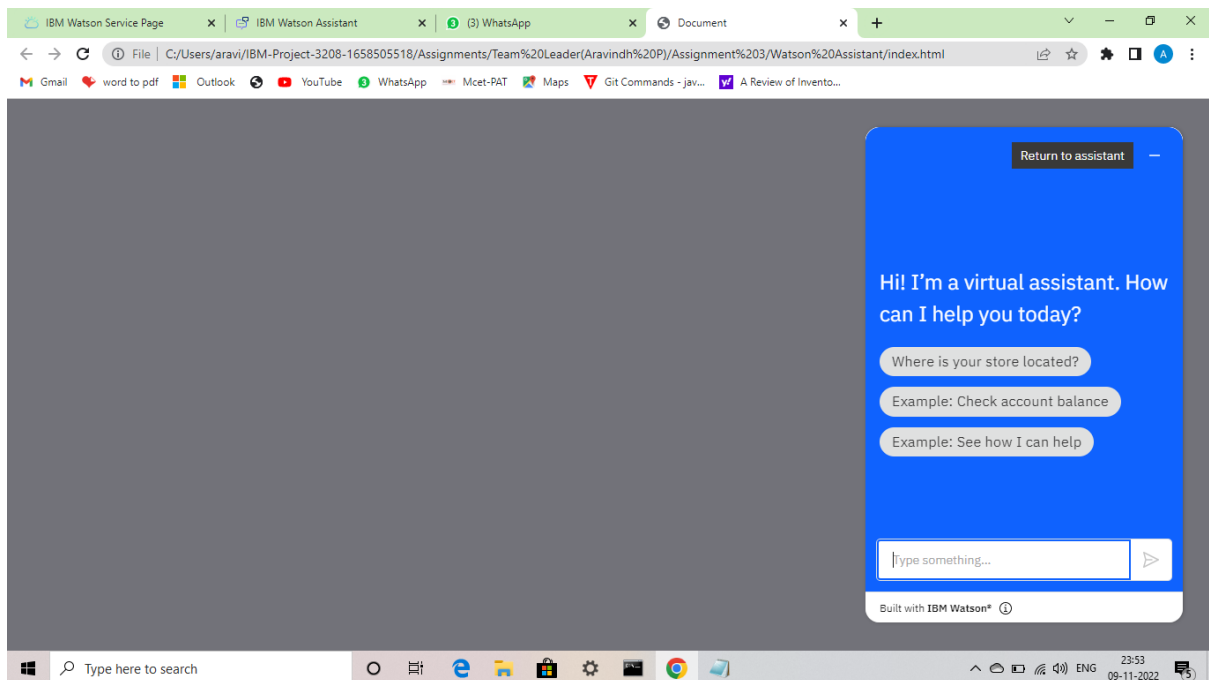 IBM Watson Service Page
IBM Watson Assistant
(3) WhatsApp
Document
File | C:/Users/aravi/IBM-Project-3208-1658505518/Assignments/Team%20Leader(Aravindh%20P)/Assignment%203/Watson%20Assistant/index.html
A
Gmail word to pdf Outlook YouTube WhatsApp Mcet-PAT Maps Git Commands - jav... A Review of Invento...
Return to assistant
Hi! I'm a virtual assistant. How
can I help you today?
Where is your store located?
Example: Check account balance
Example: See how I can help
Type something...
Built with IBM Watson®
Type here to search
ENG
23:53
09-11-2022
5